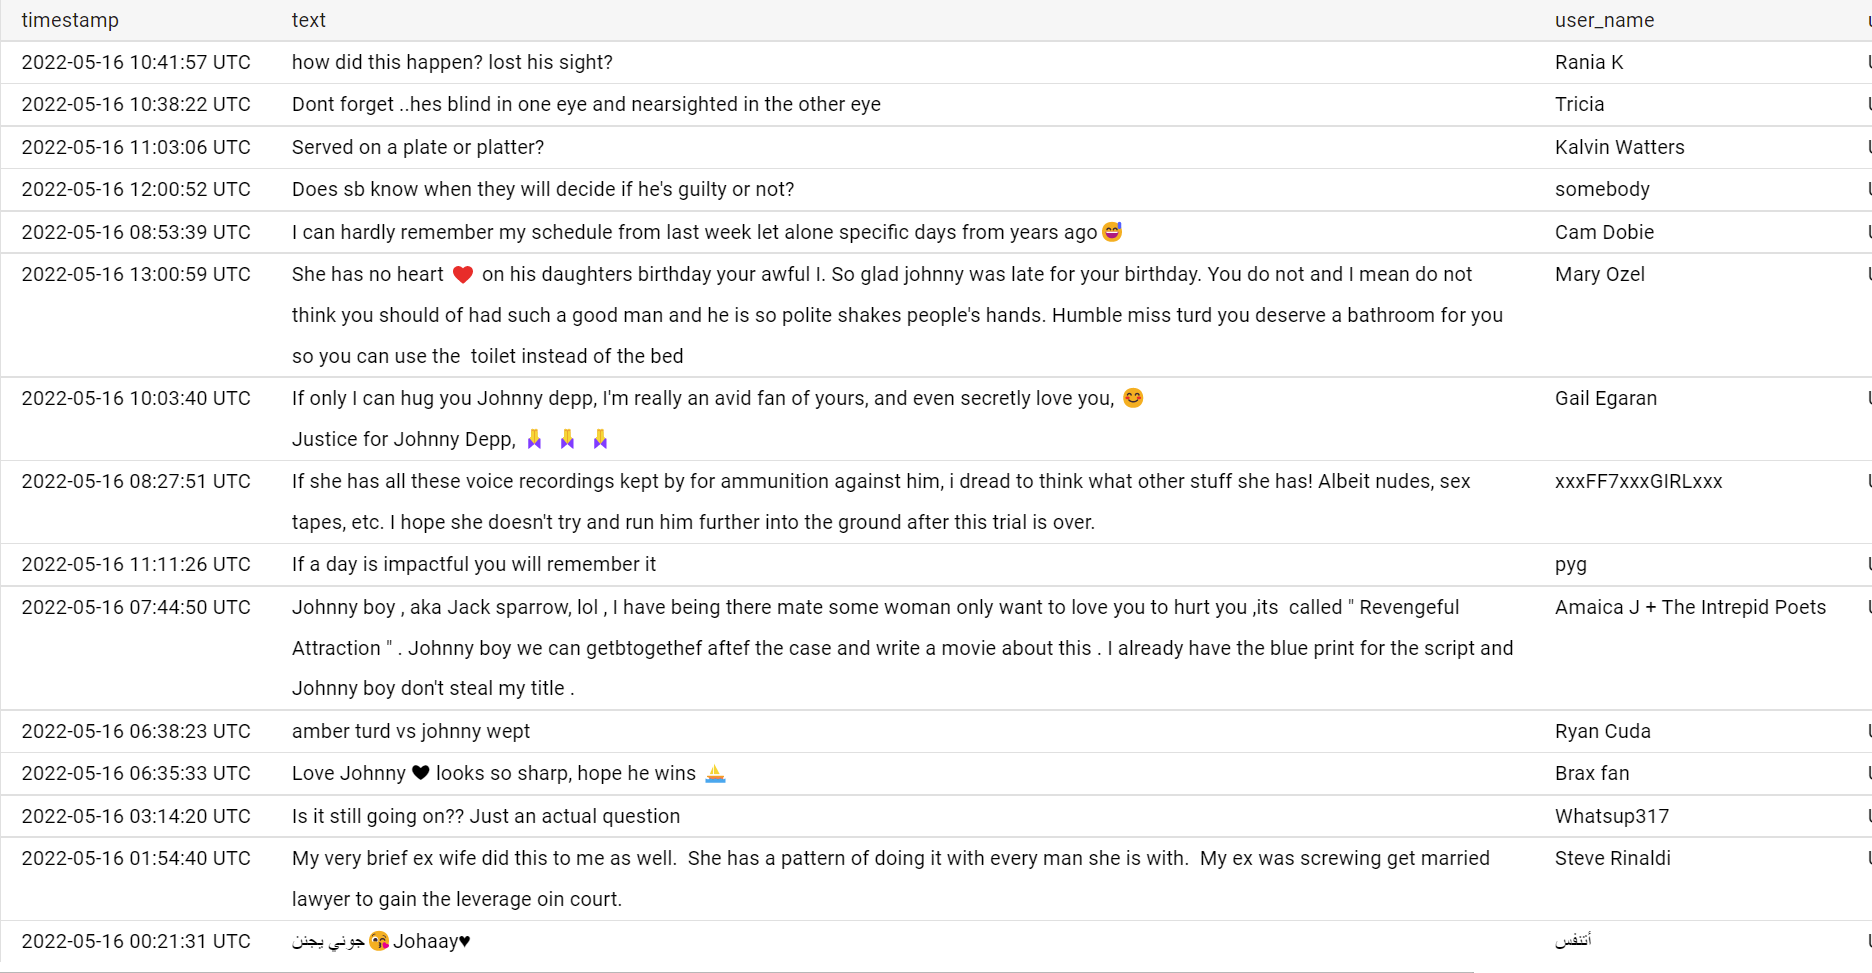 timestamp text user_name
2022-05-16 10:41:57 UTC how did this happen? lost his sight? Rania K
2022-05-16 10:38:22 UTC Dont forget ..hes blind in one eye and nearsighted in the other eye Tricia
2022-05-16 11:03:06 UTC Served on a plate or platter? Kalvin Watters
2022-05-16 12:00:52 UTC Does sb know when they will decide if he's guilty or not? somebody
2022-05-16 08:53:39 UTC I can hardly remember my schedule from last week let alone specific days from years ago😅 Cam Dobie
2022-05-16 13:00:59 UTC She has no heart ❤️ on his daughters birthday your awful I. So glad johnny was late for your birthday. You do not and I mean do not Mary Ozel
think you should of had such a good man and he is so polite shakes people's hands. Humble miss turd you deserve a bathroom for you
so you can use the  toilet instead of the bed
2022-05-16 10:03:40 UTC If only I can hug you Johnny depp, I'm really an avid fan of yours, and even secretly love you, 😊 Gail Egaran
Justice for Johnny Depp, 🙏 🙏 🙏
2022-05-16 08:27:51 UTC If she has all these voice recordings kept by for ammunition against him, i dread to think what other stuff she has! Albeit nudes, sex xxxFF7xxxGIRLxxx
tapes, etc. I hope she doesn't try and run him further into the ground after this trial is over.
2022-05-16 11:11:26 UTC If a day is impactful you will remember it pyg
2022-05-16 07:44:50 UTC Johnny boy , aka Jack sparrow, lol , I have being there mate some woman only want to love you to hurt you ,its  called " Revengeful Amaica J + The Intrepid Poets
Attraction " . Johnny boy we can getbtogethef aftef the case and write a movie about this . I already have the blue print for the script and
Johnny boy don't steal my title .
2022-05-16 06:38:23 UTC amber turd vs johnny wept Ryan Cuda
2022-05-16 06:35:33 UTC Love Johnny 🖤 looks so sharp, hope he wins ⛵ Brax fan
2022-05-16 03:14:20 UTC Is it still going on?? Just an actual question Whatsup317
2022-05-16 01:54:40 UTC My very brief ex wife did this to me as well.  She has a pattern of doing it with every man she is with.  My ex was screwing get married Steve Rinaldi
lawyer to gain the leverage oin court.
2022-05-16 00:21:31 UTC جوني يجنن😘Johaay♥ أتنفس